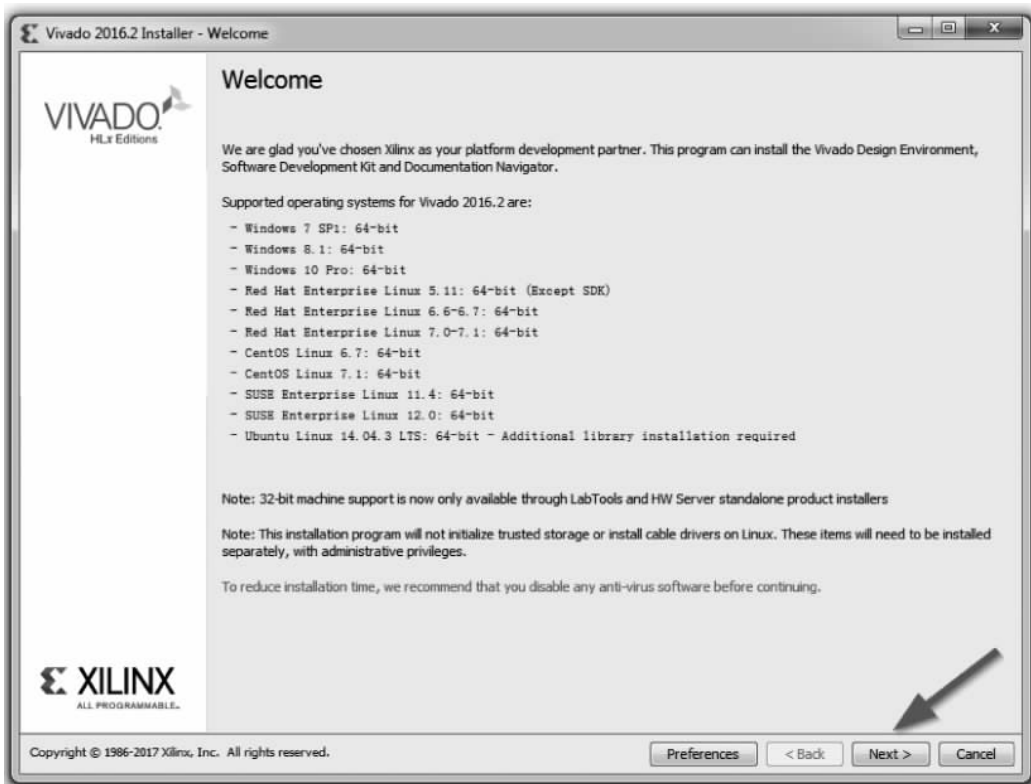 Vivado 2016.2 Installer - Welcome
VIVADO.
HLx Editions
Welcome
We are glad you've chosen Xilinx as your platform development partner. This program can install the Vivado Design Environment,
Software Development Kit and Documentation Navigator.
Supported operating systems for Vivado 2016.2 are:
- Windows 7 SP1: 64-bit
- Windows 8.1: 64-bit
- Windows 10 Pro: 64-bit
- Red Hat Enterprise Linux 5.11: 64-bit (Except SDK)
- Red Hat Enterprise Linux 6.6-6.7: 64-bit
- Red Hat Enterprise Linux 7.0-7.1: 64-bit
- CentOS Linux 6.7: 64-bit
- CentOS Linux 7.1: 64-bit
- SUSE Enterprise Linux 11.4: 64-bit
- SUSE Enterprise Linux 12.0: 64-bit
- Ubuntu Linux 14.04.3 LTS: 64-bit - Additional library installation required
Note: 32-bit machine support is now only available through LabTools and HW Server standalone product installers
Note: This installation program will not initialize trusted storage or install cable drivers on Linux. These items will need to be installed
separately, with administrative privileges.
To reduce installation time, we recommend that you disable any anti-virus software before continuing.
XILINX
ALL PROGRAMMABLE™
Copyright © 1986-2017 Xilinx, Inc. All rights reserved.
Preferences
< Back
Next >
Cancel